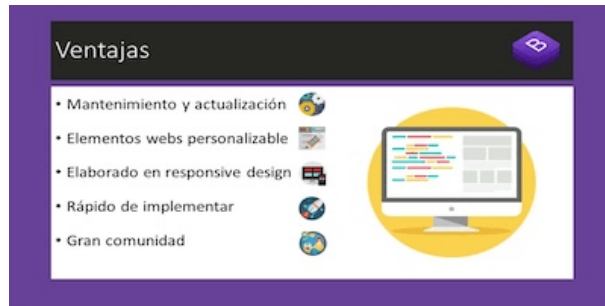 Ventajas
B
• Mantenimiento y actualización
• Elementos webs personalizable
• Elaborado en responsive design
• Rápido de implementar
• Gran comunidad